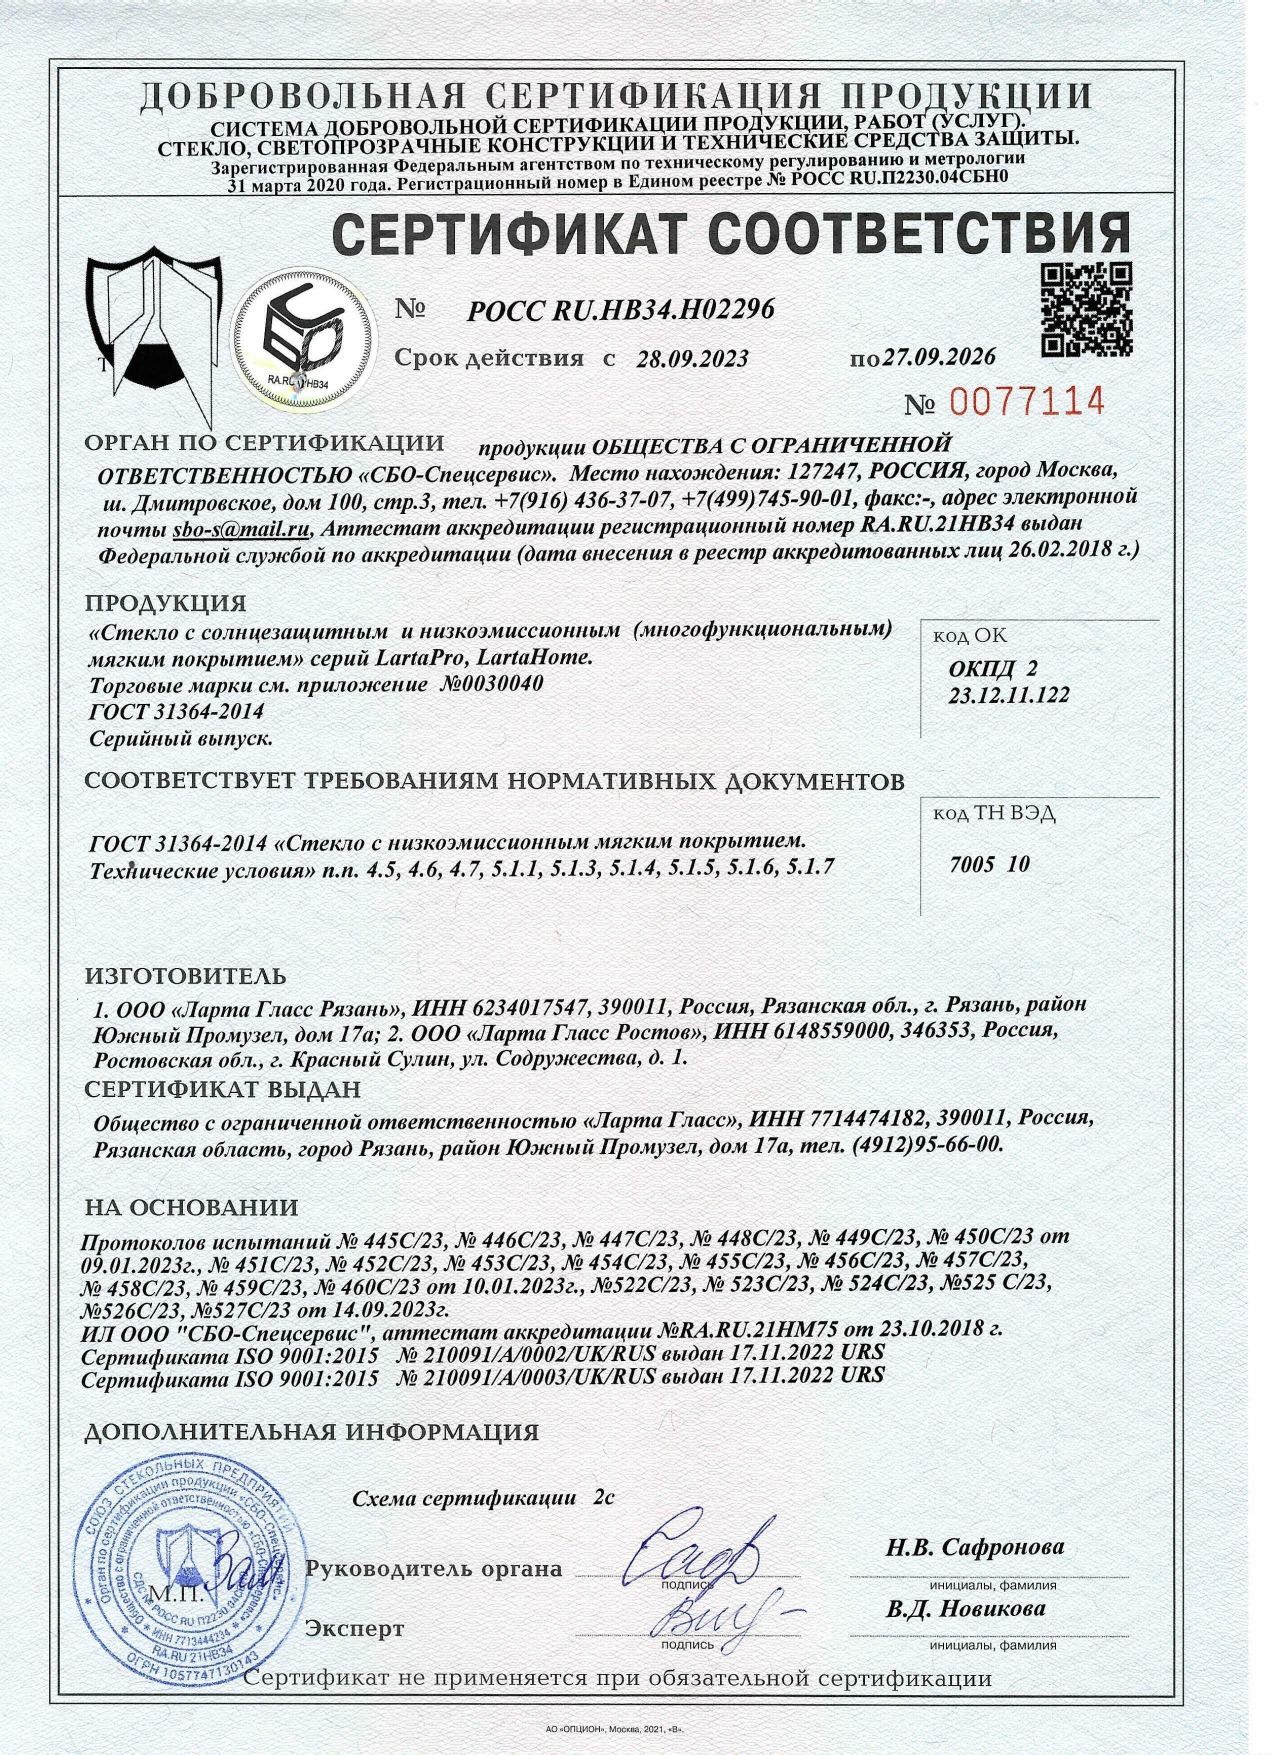 ДОБРОВОЛЬНАЯ СЕРТИФИКАЦИЯ ПРОДУКЦИИ
СИСТЕМА ДОБРОВОЛЬНОЙ СЕРТИФИКАЦИИ ПРОДУКЦИИ, РАБОТ (УСЛУГ).
СТЕКЛО, СВЕТОПРОЗРАЧНЫЕ КОНСТРУКЦИИ И ТЕХНИЧЕСКИЕ СРЕДСТВА ЗАЩИТЫ.
Зарегистрированная Федеральным агентством по техническому регулированию и метрологии
31 марта 2020 года. Регистрационный номер в Едином реестре № РОСС RU.П2230.04СБН0
СЕРТИФИКАТ СООТВЕТСТВИЯ
№ РОСС RU.НВ34.Н02296
Срок действия с 28.09.2023 по 27.09.2026
№ 0077114
ОРГАН ПО СЕРТИФИКАЦИИ продукции ОБЩЕСТВА С ОГРАНИЧЕННОЙ
ОТВЕТСТВЕННОСТЬЮ «СБО-Спецсервис». Место нахождения: 127247, РОССИЯ, город Москва,
ш. Дмитровское, дом 100, стр.3, тел. +7(916) 436-37-07, +7(499)745-90-01, факс:-, адрес электронной
почты sbo-s@mail.ru, Аттестат аккредитации регистрационный номер RA.RU.21НВ34 выдан
Федеральной службой по аккредитации (дата внесения в реестр аккредитованных лиц 26.02.2018 г.)
ПРОДУКЦИЯ
«Стекло с солнцезащитным и низкоэмиссионным (многофункциональным)
мягким покрытием» серий LartaPro, LartaHome.
Торговые марки см. приложение №0030040
ГОСТ 31364-2014
Серийный выпуск.
код ОК
ОКПД 2
23.12.11.122
СООТВЕТСТВУЕТ ТРЕБОВАНИЯМ НОРМАТИВНЫХ ДОКУМЕНТОВ
код ТН ВЭД
7005 10
ГОСТ 31364-2014 «Стекло с низкоэмиссионным мягким покрытием.
Технические условия» п.п. 4.5, 4.6, 4.7, 5.1.1, 5.1.3, 5.1.4, 5.1.5, 5.1.6, 5.1.7
ИЗГОТОВИТЕЛЬ
1. ООО «Ларта Гласс Рязань», ИНН 6234017547, 390011, Россия, Рязанская обл., г. Рязань, район
Южный Промузел, дом 17а; 2. ООО «Ларта Гласс Ростов», ИНН 6148559000, 346353, Россия,
Ростовская обл., г. Красный Сулин, ул. Содружества, д. 1.
СЕРТИФИКАТ ВЫДАН
Общество с ограниченной ответственностью «Ларта Гласс», ИНН 7714474182, 390011, Россия,
Рязанская область, город Рязань, район Южный Промузел, дом 17а, тел. (4912)95-66-00.
НА ОСНОВАНИИ
Протоколов испытаний № 445С/23, № 446С/23, № 447С/23, № 448С/23, № 449С/23, № 450С/23 от
09.01.2023г., № 451С/23, № 452С/23, № 453С/23, № 454С/23, № 455С/23, № 456С/23, № 457С/23,
№ 458С/23, № 459С/23, № 460С/23 от 10.01.2023г., №522С/23, № 523С/23, № 524С/23, №525 С/23,
№526С/23, №527С/23 от 14.09.2023г.
ИЛ ООО "СБО-Спецсервис", аттестат аккредитации №RA.RU.21НМ75 от 23.10.2018 г.
Сертификата ISO 9001:2015 № 210091/A/0002/UK/RUS выдан 17.11.2022 URS
Сертификата ISO 9001:2015 № 210091/A/0003/UK/RUS выдан 17.11.2022 URS
ДОПОЛНИТЕЛЬНАЯ ИНФОРМАЦИЯ
Схема сертификации 2с
СОЮЗ СТЕКОЛЬНЫХ ПРЕДПРИЯТИЙ
Орган по сертификации продукции «СБО-Спецсервис»
Общество с ограниченной ответственностью «СБО-Спецсервис»
ИНН 7713444234
RA.RU 21НВ34
ОГРН 1057747130143
М.П.
Руководитель органа
подпись
Н.В. Сафронова
инициалы, фамилия
Эксперт
подпись
В.Д. Новикова
инициалы, фамилия
Сертификат не применяется при обязательной сертификации
АО «ОПЦИОН», Москва, 2021, «В».